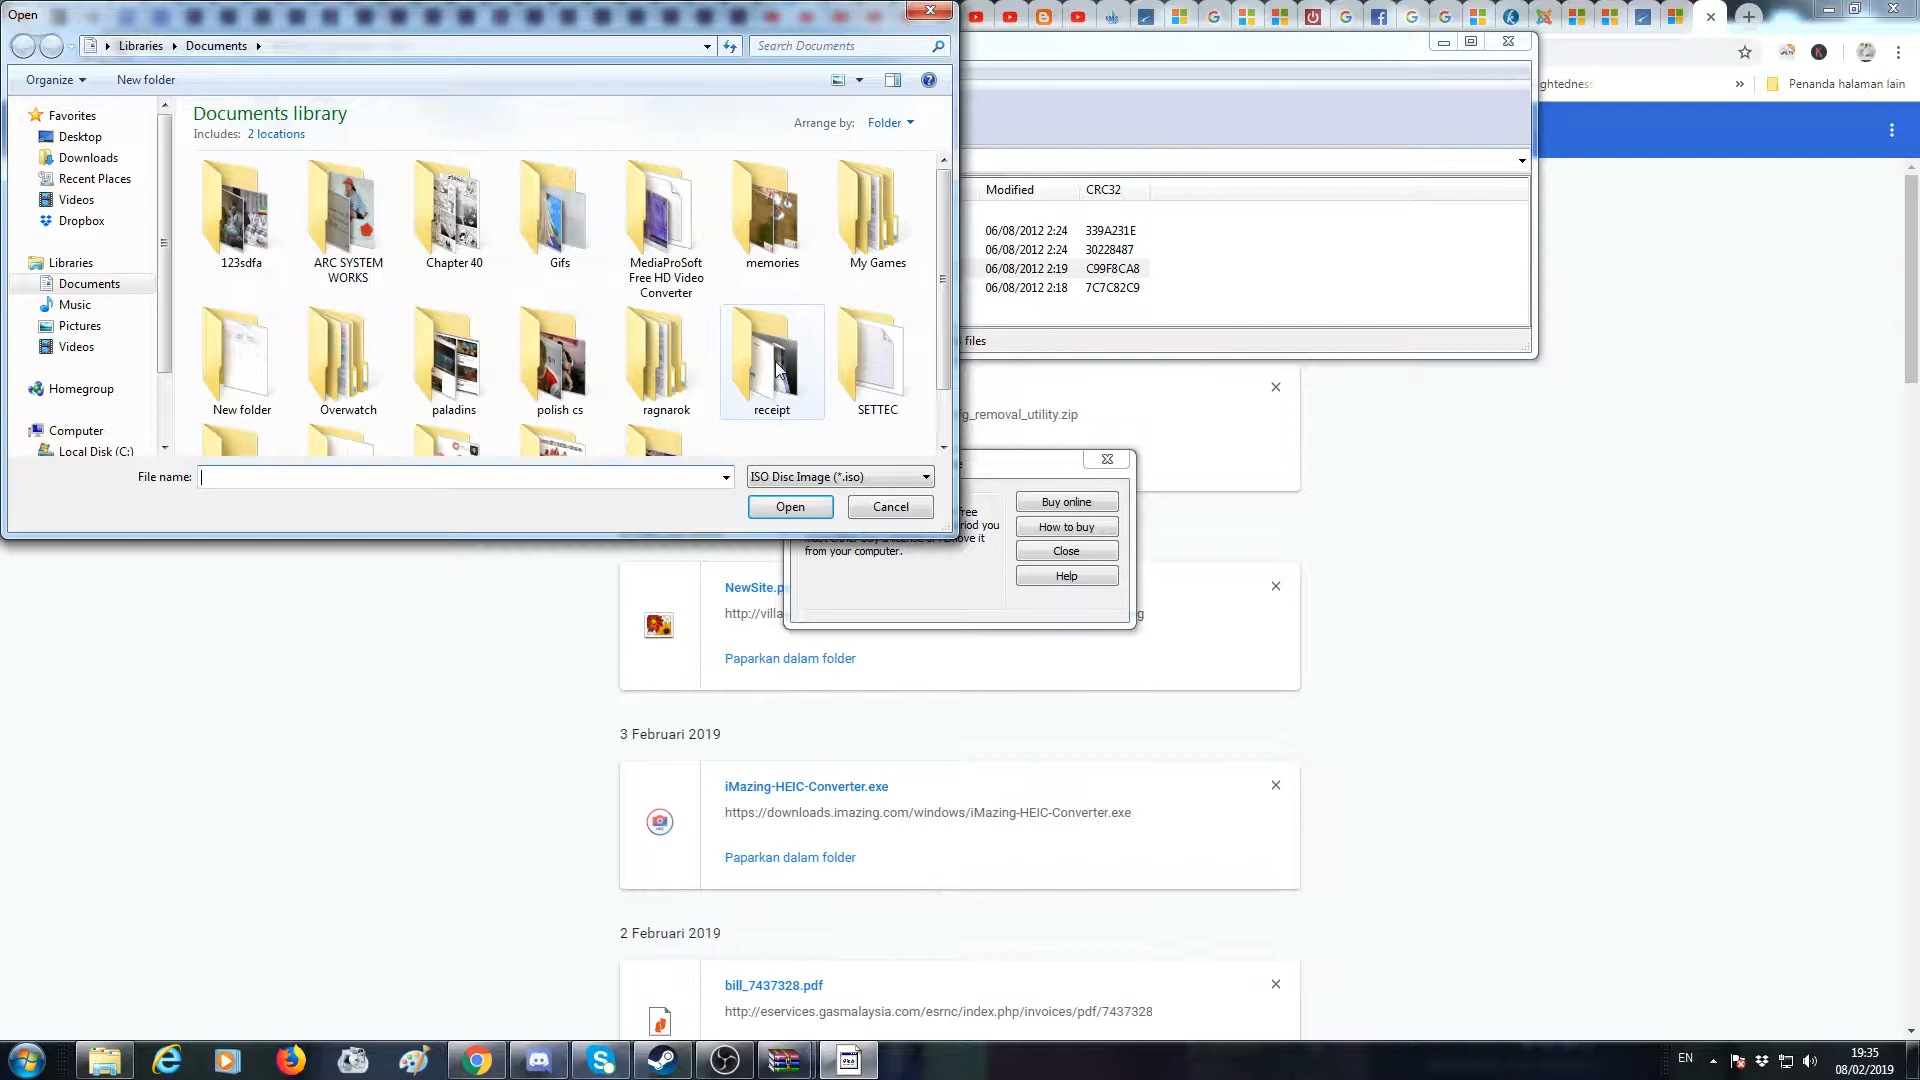 Open
Libraries
Documents
Search Documents
Organize
New folder
Favorites
Desktop
Downloads
Recent Places
Videos
Dropbox
Libraries
Documents
Music
Pictures
Videos
Homegroup
Computer
Local Disk (C:)
Documents library
Includes: 2 locations
Arrange by: Folder
123sdfa
ARC SYSTEM
WORKS
Chapter 40
Gifs
MediaProSoft
Free HD Video
Converter
memories
My Games
New folder
Overwatch
paladins
polish cs
ragnarok
receipt
SETTEC
File name:
ISO Disc Image (*.iso)
Open
Cancel
Penanda halaman lain
Modified
CRC32
06/08/2012 2:24 339A231E
06/08/2012 2:24 30228487
06/08/2012 2:19 C99F8CA8
06/08/2012 2:18 7C7C82C9
files
fg_removal_utility.zip
free
riod you
from your computer.
Buy online
How to buy
Close
Help
NewSite.p
http://villa
g
Paparkan dalam folder
3 Februari 2019
iMazing-HEIC-Converter.exe
https://downloads.imazing.com/windows/iMazing-HEIC-Converter.exe
Paparkan dalam folder
2 Februari 2019
bill_7437328.pdf
http://eservices.gasmalaysia.com/esrnc/index.php/invoices/pdf/7437328
EN
19:35
08/02/2019